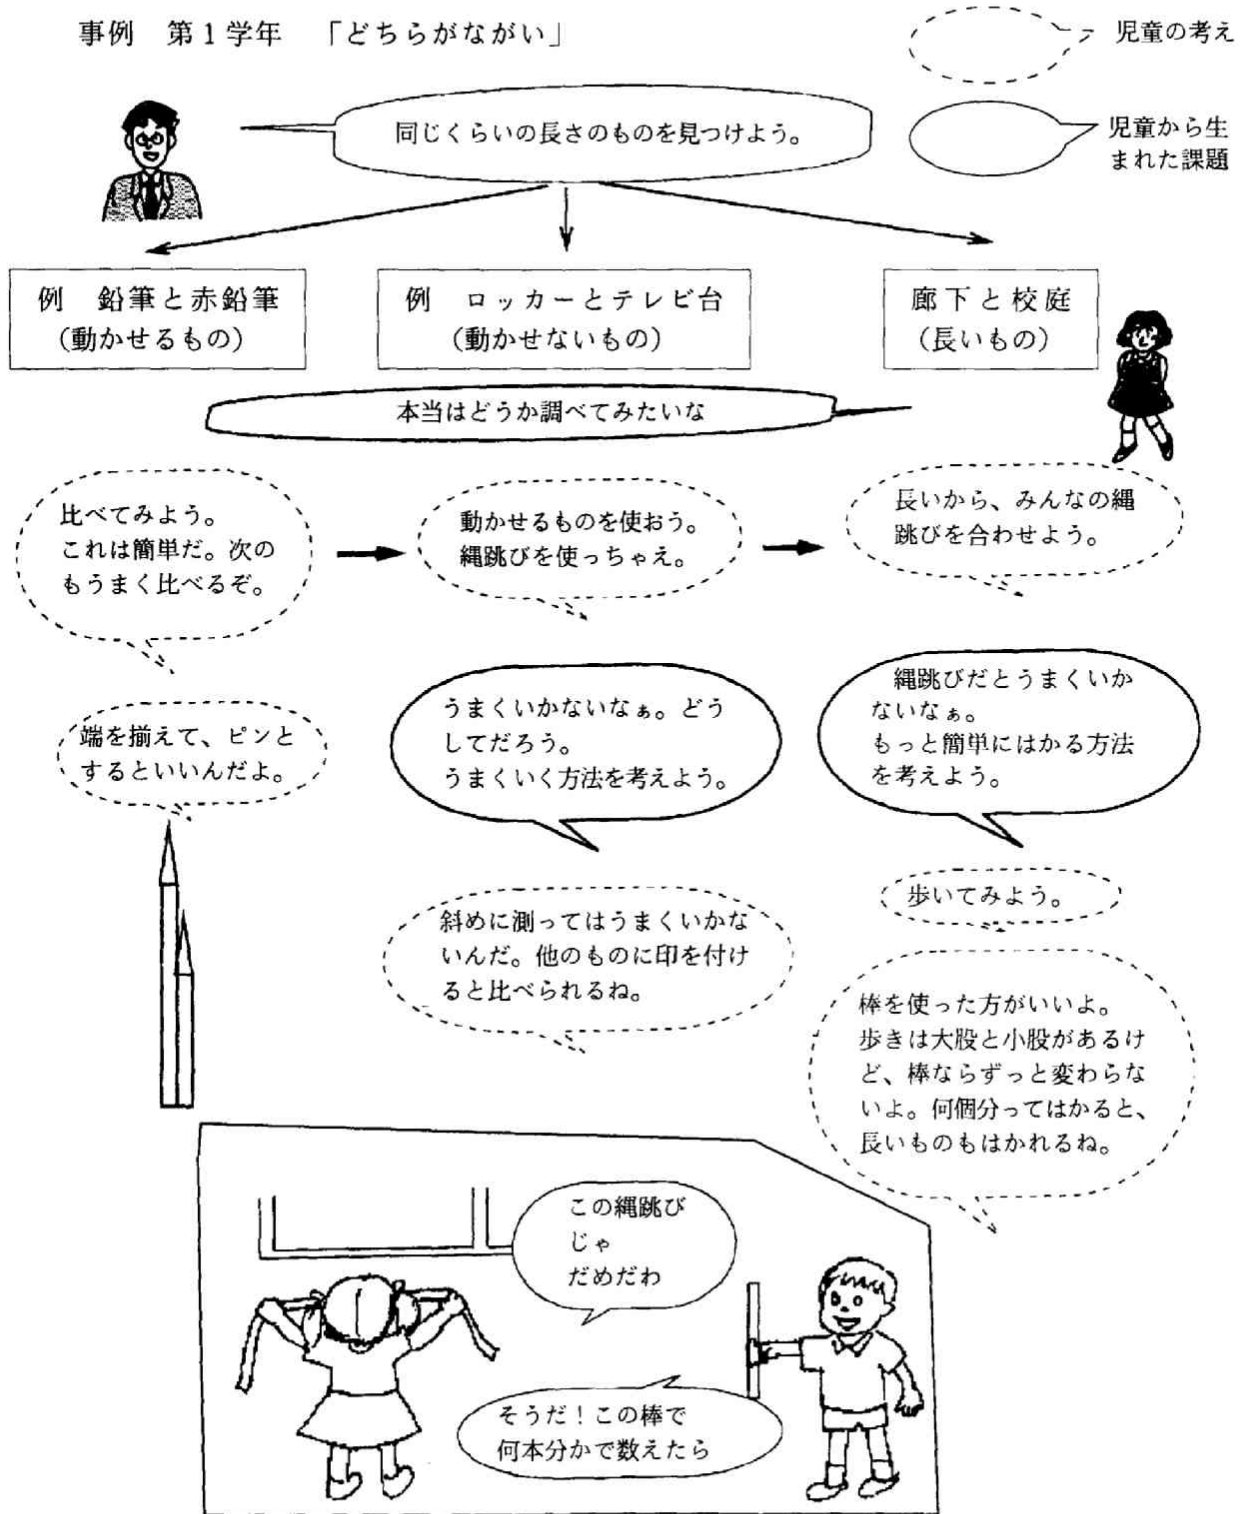 事例　第1学年　「どちらがながい」
児童の考え
児童から生
まれた課題
同じくらいの長さのものを見つけよう。
例　鉛筆と赤鉛筆
(動かせるもの)
例　ロッカーとテレビ台
(動かせないもの)
廊下と校庭
(長いもの)
本当はどうか調べてみたいな
比べてみよう。
これは簡単だ。次の
もうまく比べるぞ。
動かせるものを使おう。
縄跳びを使っちゃえ。
長いから、みんなの縄
跳びを合わせよう。
端を揃えて、ピンと
するといいんだよ。
うまくいかないなぁ。どう
してだろう。
うまくいく方法を考えよう。
縄跳びだとうまくいか
ないなぁ。
もっと簡単にはかる方法
を考えよう。
斜めに測ってはうまくいかな
いんだ。他のものに印を付け
ると比べられるね。
歩いてみよう。
棒を使った方がいいよ。
歩きは大股と小股があるけ
ど、棒ならずっと変わらな
いよ。何個分ってはかると、
長いものもはかれるね。
この縄跳び
じゃ
だめだわ
そうだ！この棒で
何本分かで数えたら